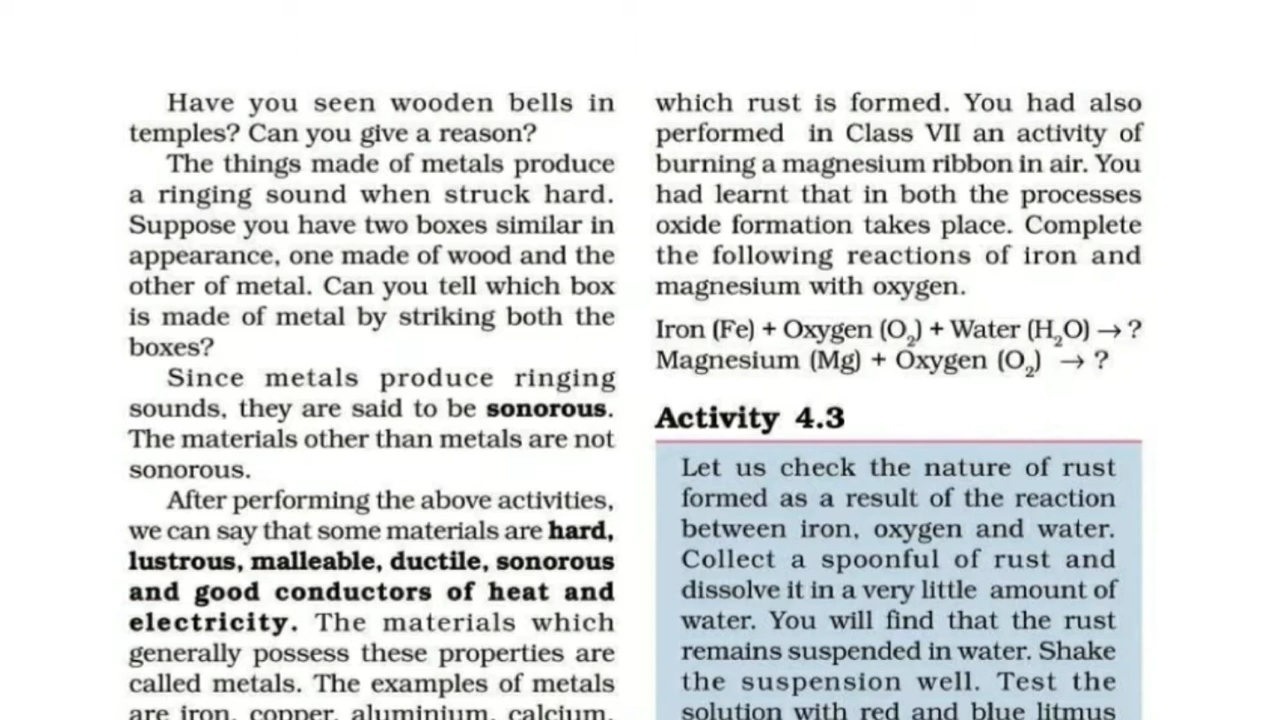 Have you seen wooden bells in
temples? Can you give a reason?
The things made of metals produce
a ringing sound when struck hard.
Suppose you have two boxes similar in
appearance, one made of wood and the
other of metal. Can you tell which box
is made of metal by striking both the
boxes?
Since metals produce ringing
sounds, they are said to be sonorous.
The materials other than metals are not
sonorous.
After performing the above activities,
we can say that some materials are hard,
lustrous, malleable, ductile, sonorous
and good conductors of heat and
electricity. The materials which
generally possess these properties are
called metals. The examples of metals
are iron, copper, aluminium, calcium,
which rust is formed. You had also
performed in Class VII an activity of
burning a magnesium ribbon in air. You
had learnt that in both the processes
oxide formation takes place. Complete
the following reactions of iron and
magnesium with oxygen.
Iron (Fe) + Oxygen (O₂) + Water (H₂O) → ?
Magnesium (Mg) + Oxygen (O₂) → ?
Activity 4.3
Let us check the nature of rust
formed as a result of the reaction
between iron, oxygen and water.
Collect a spoonful of rust and
dissolve it in a very little amount of
water. You will find that the rust
remains suspended in water. Shake
the suspension well. Test the
solution with red and blue litmus